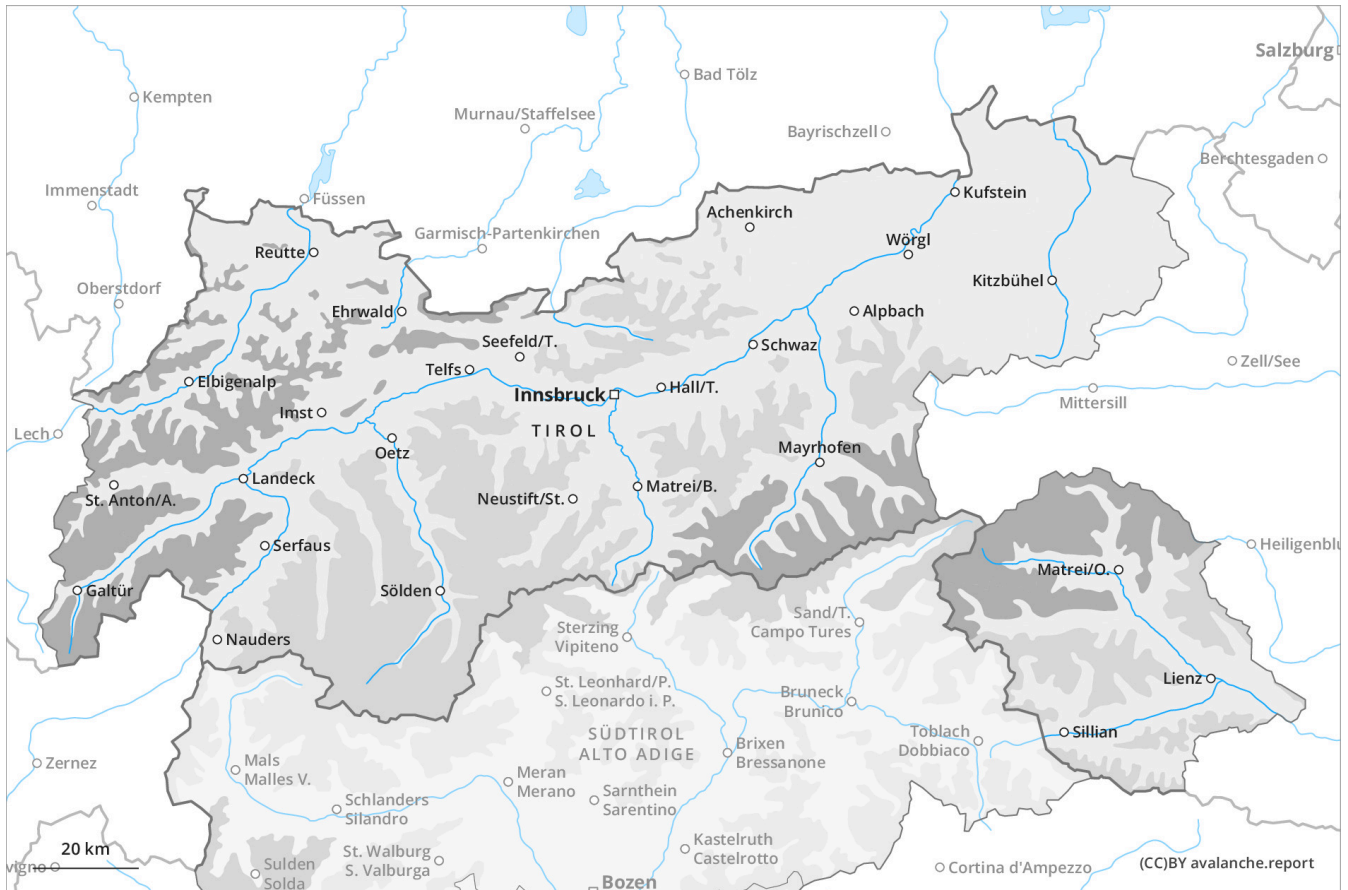 Salzburg
Bad Tölz
Kempten
Murnau/Staffelsee
Bayrischzell
Berchtesgaden
Immenstadt
Füssen
Kufstein
Achenkirch
Garmisch-Partenkirchen
Wörgl
Reutte
Kitzbühel
Oberstdorf
Ehrwald
Alpbach
Seefeld/T.
Schwaz
Zell/See
Telfs
Elbigenalp
Hall/T.
Innsbruck
Mittersill
Imst
TIROL
Lech
Oetz
Mayrhofen
Landeck
Matrei/B.
St. Anton/A.
Neustift/St.
Serfaus
Heiligenblu
Matrei/O.
Galtür
Sölden
Sand/T.
Campo Tures
Sterzing
Vipiteno
Nauders
Lienz
St. Leonhard/P.
S. Leonardo i. P.
Bruneck
Brunico
SÜDTIROL
ALTO ADIGE
Toblach
Dobbiaco
Sillian
Brixen
Bressanone
Zernez
Mals
Malles V.
Meran
Merano
Sarnthein
Sarentino
Schlanders
Silandro
Kastelruth
Castelrotto
20 km
St. Walburg
S. Valburga
vigno
Sulden
Solda
Cortina d'Ampezzo
(CC)BY avalanche.report
Bozen